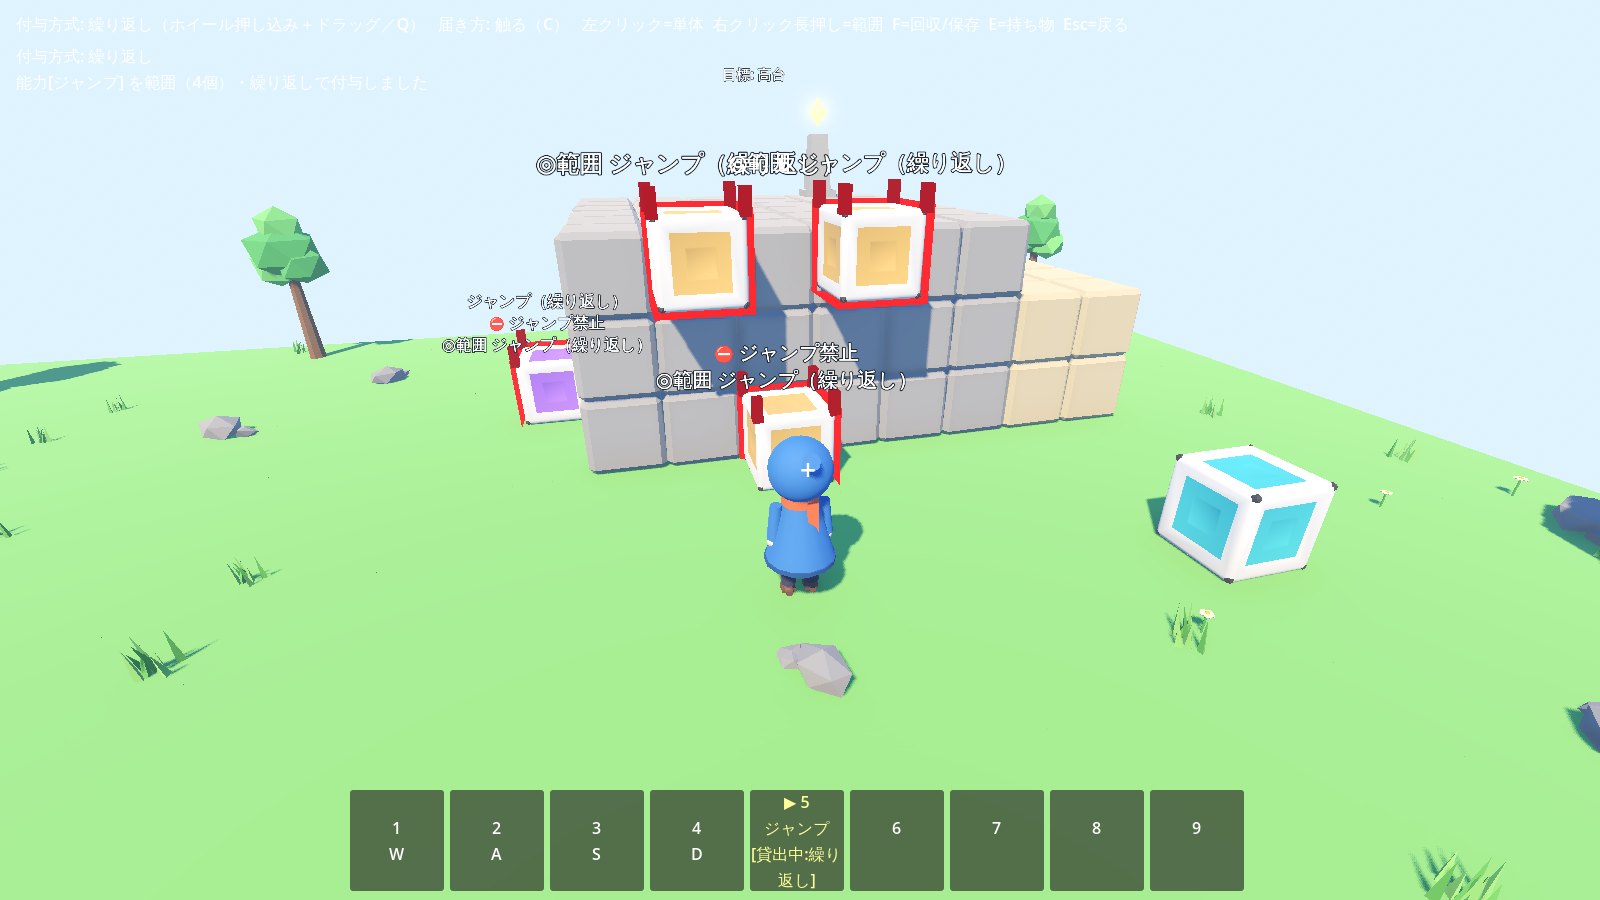 付与方式: 繰り返し（ホイール押し込み＋ドラッグ／Q） 届き方: 触る（C） 左クリック=単体 右クリック長押し=範囲 F=回収/保存 E=持ち物 Esc=戻る
付与方式: 繰り返し
能力[ジャンプ] を範囲（4個）・繰り返しで付与しました
目標: 高台
◎範囲 ジャンプ（繰り返し）
ジャンプ（繰り返し）
ジャンプ（繰り返し）
⛔ ジャンプ禁止
◎範囲 ジャンプ（繰り返し）
⛔ ジャンプ禁止
◎範囲 ジャンプ（繰り返し）
1
W
2
A
3
S
4
D
▶ 5
ジャンプ
[貸出中:繰り
返し]
6
7
8
9